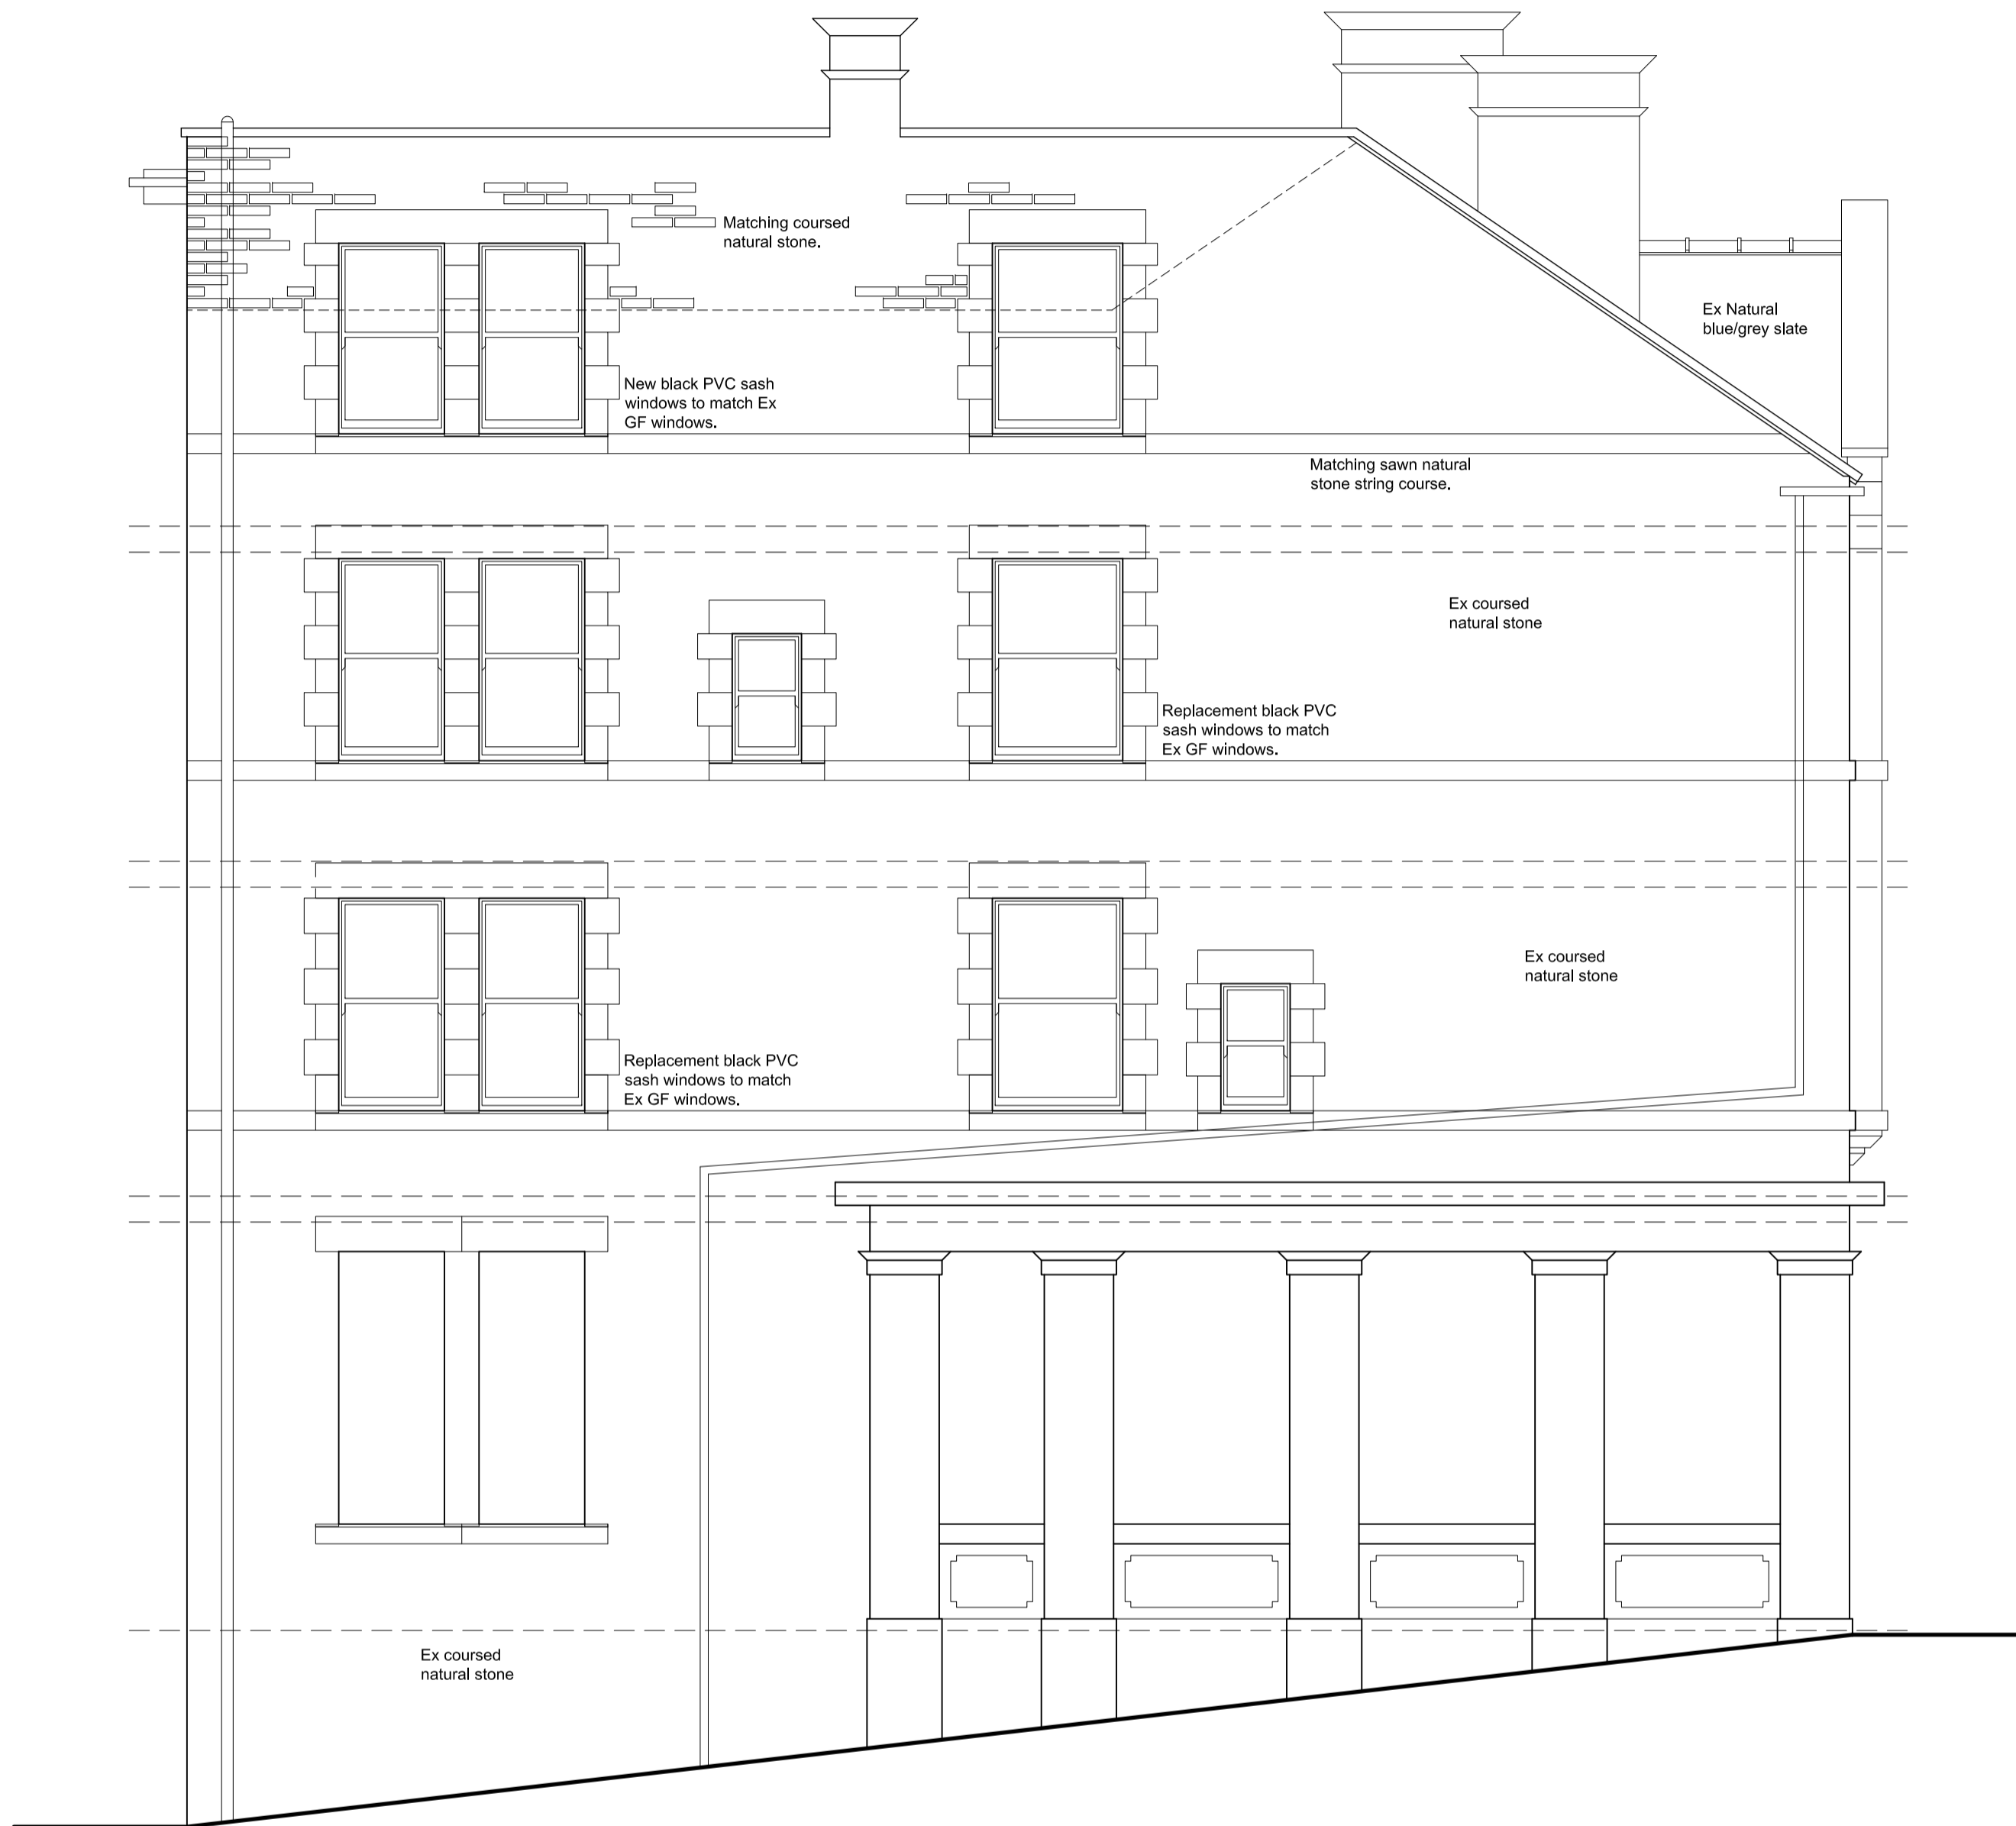 Matching coursed
natural stone.
Ex Natural
blue/grey slate
New black PVC sash
windows to match Ex
GF windows.
Matching sawn natural
stone string course.
Ex coursed
natural stone
Replacement black PVC
sash windows to match
Ex GF windows.
Ex coursed
natural stone
Replacement black PVC
sash windows to match
Ex GF windows.
Ex coursed
natural stone